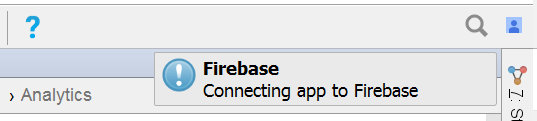 ?
Firebase
Connecting app to Firebase
› Analytics
Z: S